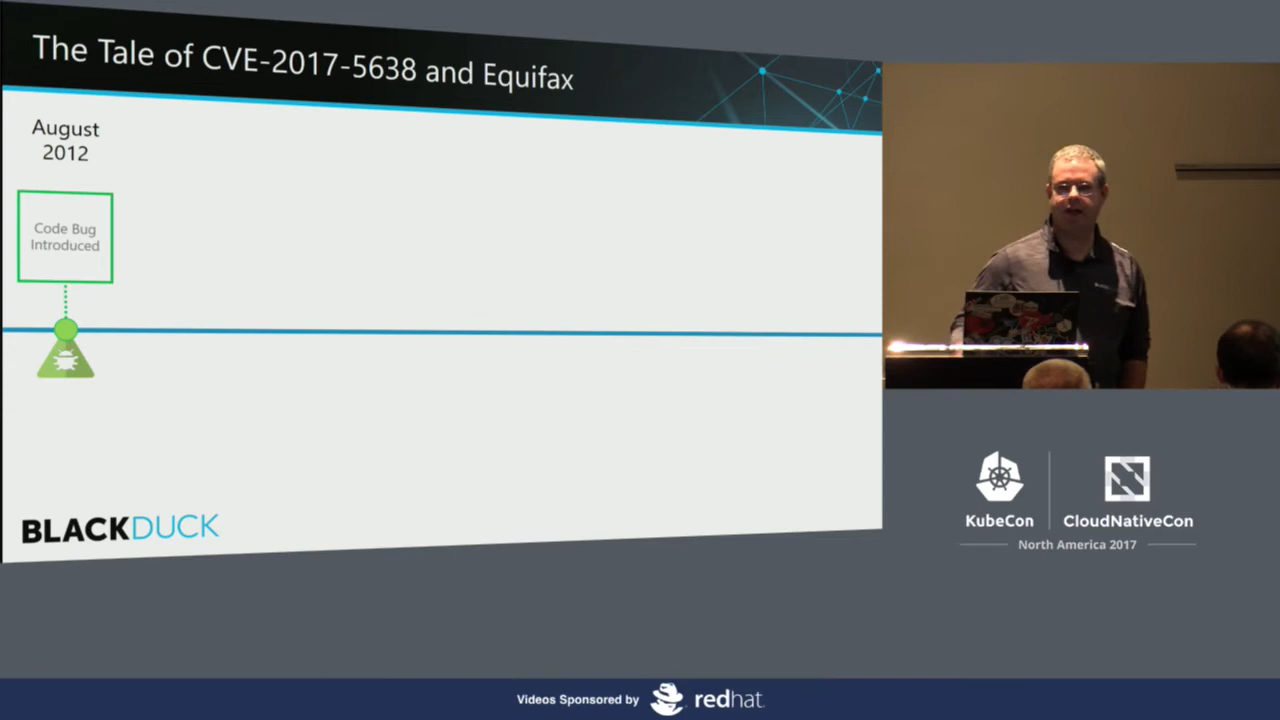 The Tale of CVE-2017-5638 and Equifax
August
2012
Code Bug
Introduced
BLACKDUCK
KubeCon
CloudNativeCon
North America 2017
Videos Sponsored by
redhat.